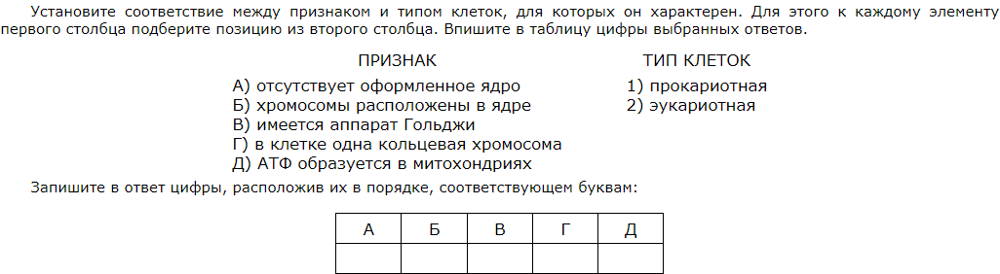 Установите соответствие между признаком и типом клеток, для которых он характерен. Для этого к каждому элементу
первого столбца подберите позицию из второго столбца. Впишите в таблицу цифры выбранных ответов.
ПРИЗНАК ТИП КЛЕТОК
А) отсутствует оформленное ядро 1) прокариотная
Б) хромосомы расположены в ядре 2) эукариотная
В) имеется аппарат Гольджи
Г) в клетке одна кольцевая хромосома
Д) АТФ образуется в митохондриях
Запишите в ответ цифры, расположив их в порядке, соответствующем буквам:
А Б В Г Д